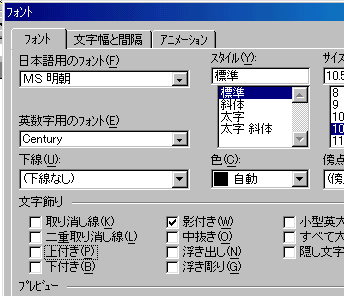 フォント
フォント 文字幅と間隔 アニメーション
日本語用のフォント(F) スタイル(Y): サイズ
ＭＳ 明朝 標準 10.5
標準 8
斜体 9
太字 10
太字 斜体 10
11
英数字用のフォント(E)
Century
下線(U): 色(C): 傍点
(下線なし) 自動 (傍
文字飾り
取り消し線(K) 影付き(W) 小型英大
二重取り消し線(L) 中抜き(O) すべて大
上付き(P) 浮き出し(N) 隠し文字
下付き(B) 浮き彫り(G)
プレビュー